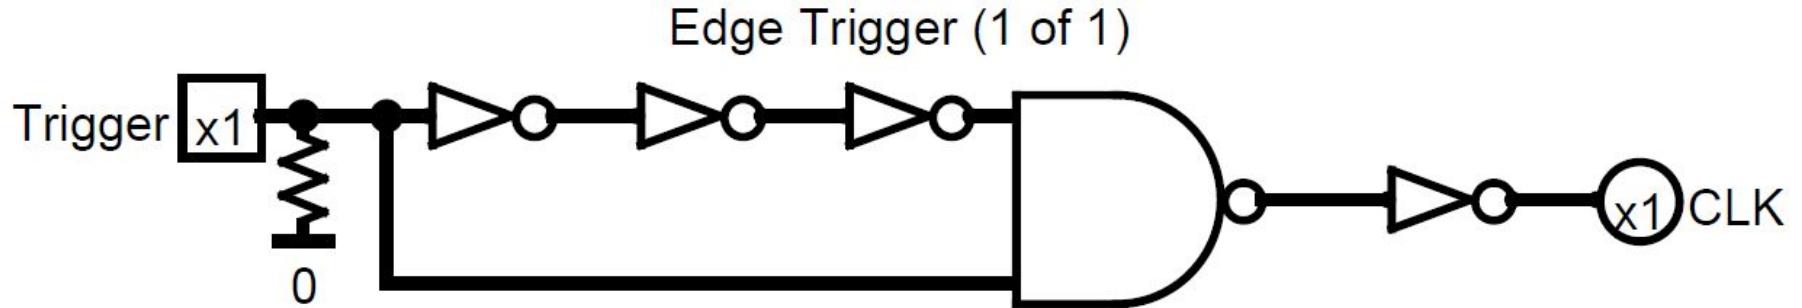 Edge Trigger (1 of 1)
Trigger
x1
0
x1
CLK